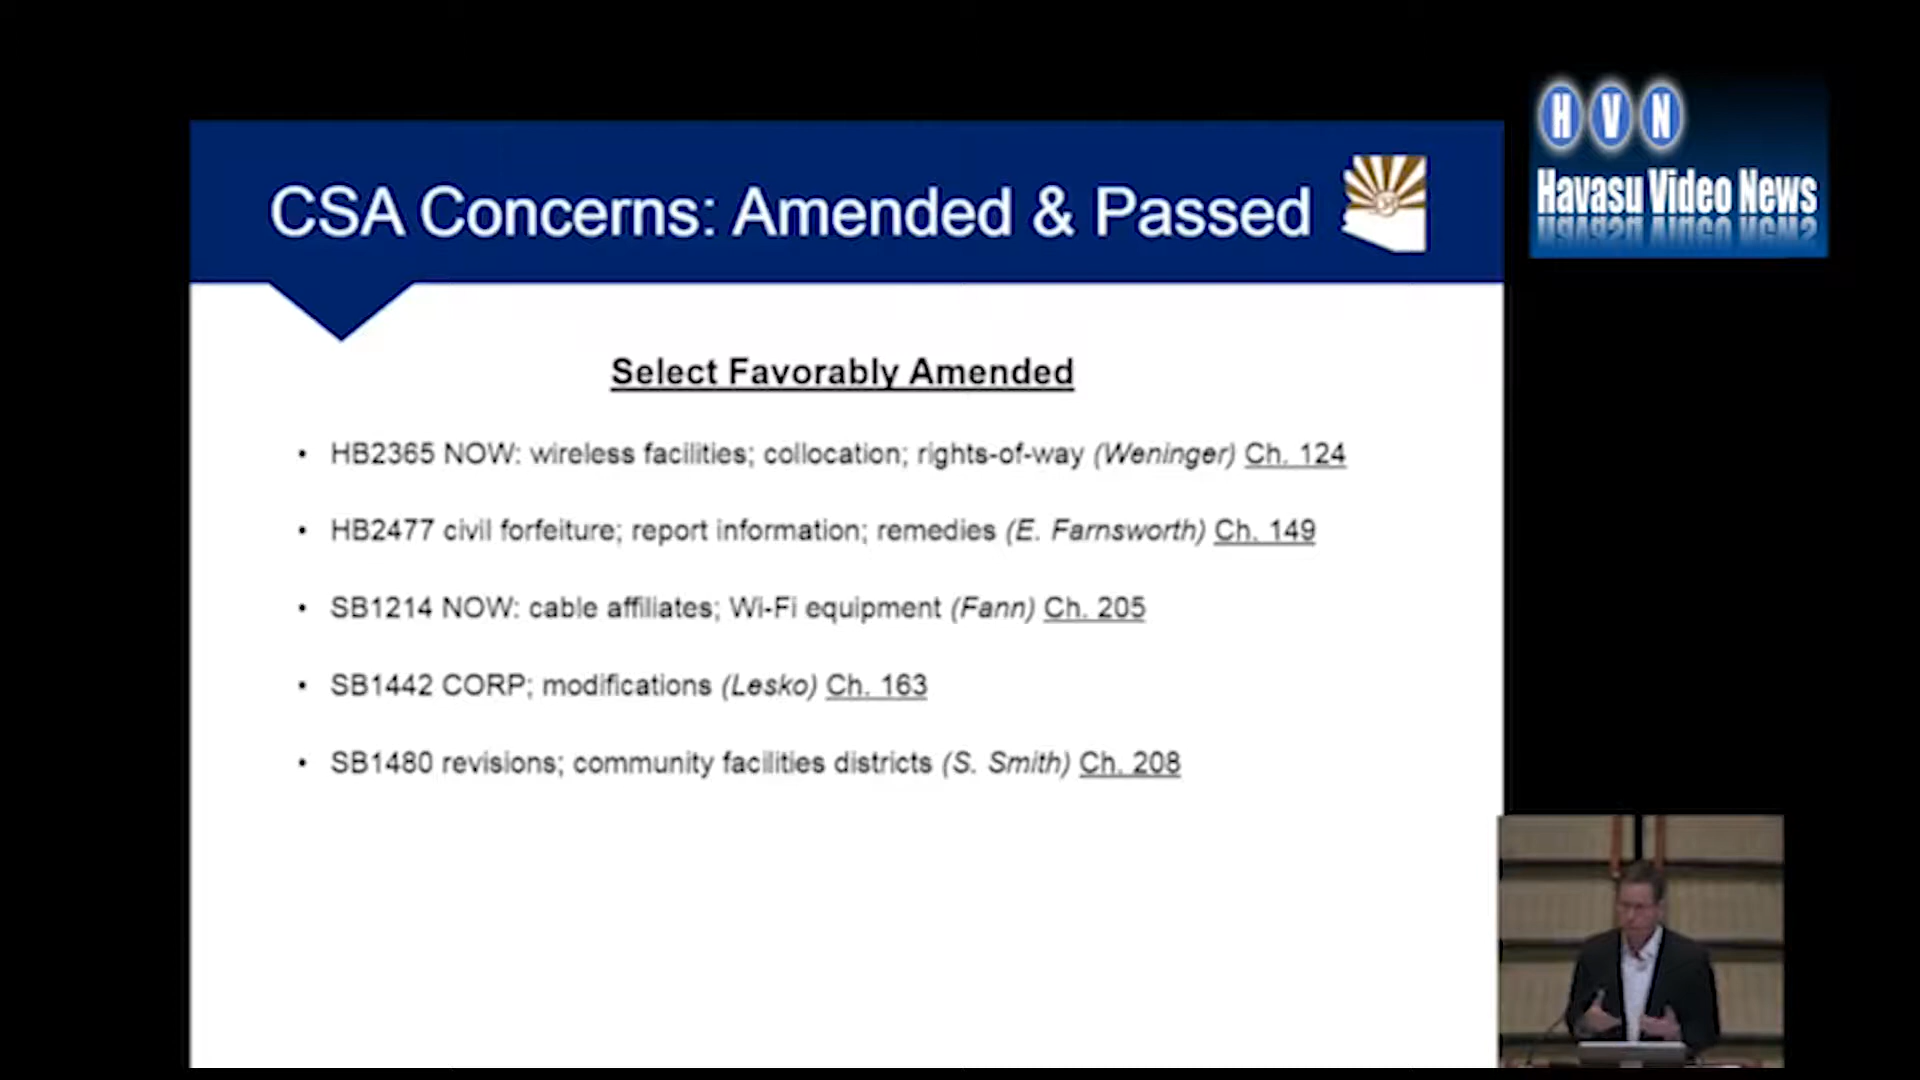 CSA Concerns: Amended & Passed
H V N
Havasu Video News
Select Favorably Amended
• HB2365 NOW: wireless facilities; collocation; rights-of-way (Weninger) Ch. 124
• HB2477 civil forfeiture; report information; remedies (E. Farnsworth) Ch. 149
• SB1214 NOW: cable affiliates; Wi-Fi equipment (Fann) Ch. 205
• SB1442 CORP; modifications (Lesko) Ch. 163
• SB1480 revisions; community facilities districts (S. Smith) Ch. 208